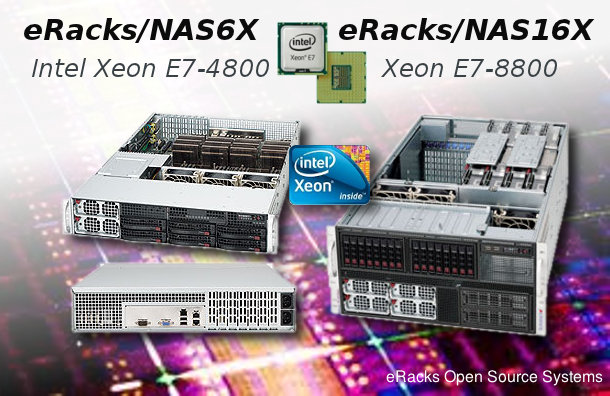 eRacks/NAS6X
eRacks/NAS16X
Intel Xeon E7-4800
Xeon E7-8800
intel
Xeon® E7
intel
Xeon®
inside™
eRacks Open Source Systems